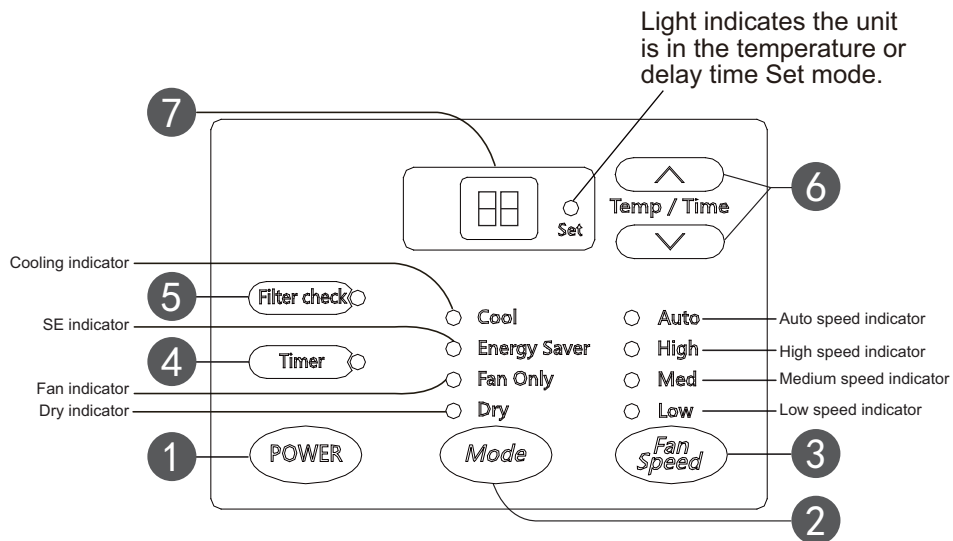 Light indicates the unit
is in the temperature or
delay time Set mode.
7
6
Temp / Time
Set
Cooling indicator
5
Filter check
Cool
Auto
Auto speed indicator
SE indicator
Energy Saver
High
High speed indicator
4
Timer
Fan Only
Med
Medium speed indicator
Fan indicator
Dry indicator
Dry
Low
Low speed indicator
1
POWER
Mode
Fan
Speed
3
2